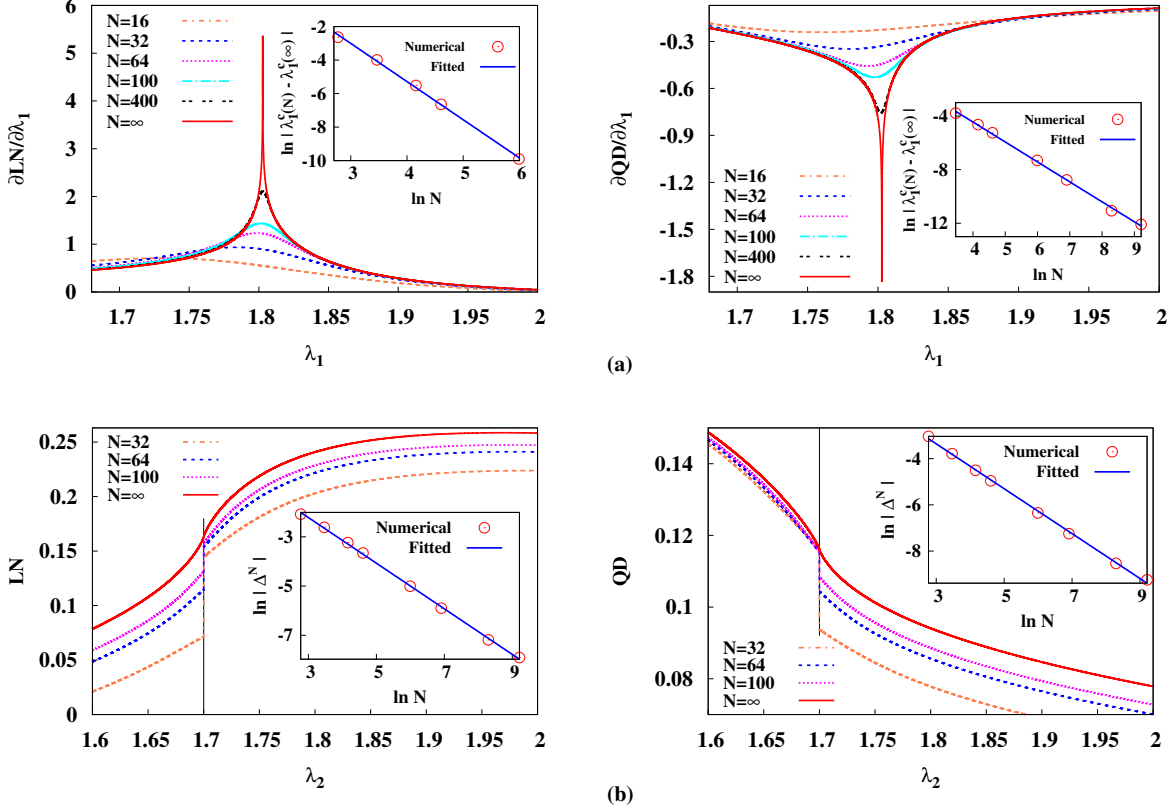 6
5
4
3
2
1
0
∂LN/∂λ₁
N=16
N=32
N=64
N=100
N=400
N=∞
-2
-4
-6
-8
-10
ln | λ₁ᶜ(N) - λ₁ᶜ(∞) |
Numerical
Fitted
3 4 5 6
ln N
1.7 1.75 1.8 1.85 1.9 1.95 2
λ₁
-0.3
-0.6
-0.9
-1.2
-1.5
-1.8
∂QD/∂λ₁
N=16
N=32
N=64
N=100
N=400
N=∞
-4
-8
-12
ln | λ₁ᶜ(N) - λ₁ᶜ(∞) |
Numerical
Fitted
4 5 6 7 8 9
ln N
1.7 1.75 1.8 1.85 1.9 1.95 2
λ₁
(a)
0.25
0.2
0.15
0.1
0.05
0
LN
N=32
N=64
N=100
N=∞
-3
-5
-7
ln | Δᴺ |
Numerical
Fitted
3 5 7 9
ln N
1.6 1.65 1.7 1.75 1.8 1.85 1.9 1.95 2
λ₂
0.14
0.12
0.1
0.08
QD
N=32
N=64
N=100
N=∞
-4
-6
-8
ln | Δᴺ |
Numerical
Fitted
3 5 7 9
ln N
1.6 1.65 1.7 1.75 1.8 1.85 1.9 1.95 2
λ₂
(b)